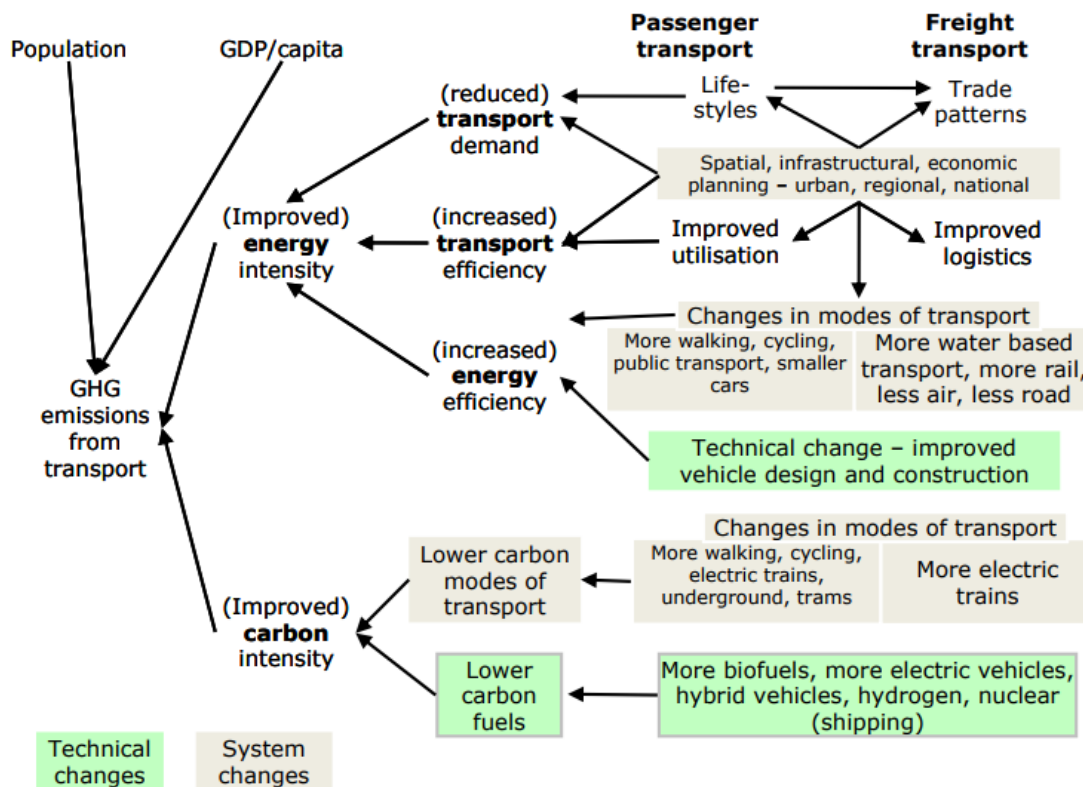 Population
GDP/capita
Passenger
transport
Freight
transport
(reduced)
transport
demand
Life-
styles
Trade
patterns
Spatial, infrastructural, economic
planning – urban, regional, national
(Improved)
energy
intensity
(increased)
transport
efficiency
Improved
utilisation
Improved
logistics
Changes in modes of transport
More walking, cycling,
public transport, smaller
cars
More water based
transport, more rail,
less air, less road
(increased)
energy
efficiency
GHG
emissions
from
transport
Technical change – improved
vehicle design and construction
Changes in modes of transport
Lower carbon
modes of
transport
More walking, cycling,
electric trains,
underground, trams
More electric
trains
(Improved)
carbon
intensity
Lower
carbon
fuels
More biofuels, more electric vehicles,
hybrid vehicles, hydrogen, nuclear
(shipping)
Technical
changes
System
changes